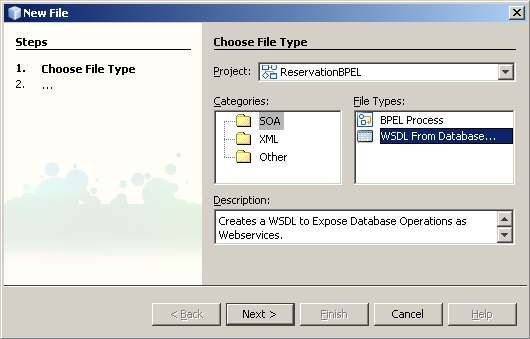 New File
Steps
1. Choose File Type
2. ...
Choose File Type
Project: ReservationBPEL
Categories:
SOA
XML
Other
File Types:
BPEL Process
WSDL From Database...
Description:
Creates a WSDL to Expose Database Operations as
Webservices.
< Back
Next >
Finish
Cancel
Help